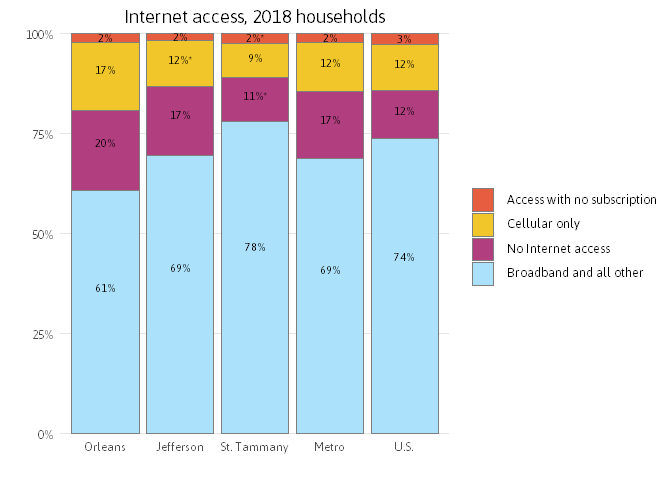 Internet access, 2018 households
100%
75%
50%
25%
0%
2%
17%
20%
61%
2%
12%*
17%
69%
2%*
9%
11%*
78%
2%
12%
17%
69%
3%
12%
12%
74%
Orleans
Jefferson
St. Tammany
Metro
U.S.
Access with no subscription
Cellular only
No Internet access
Broadband and all other